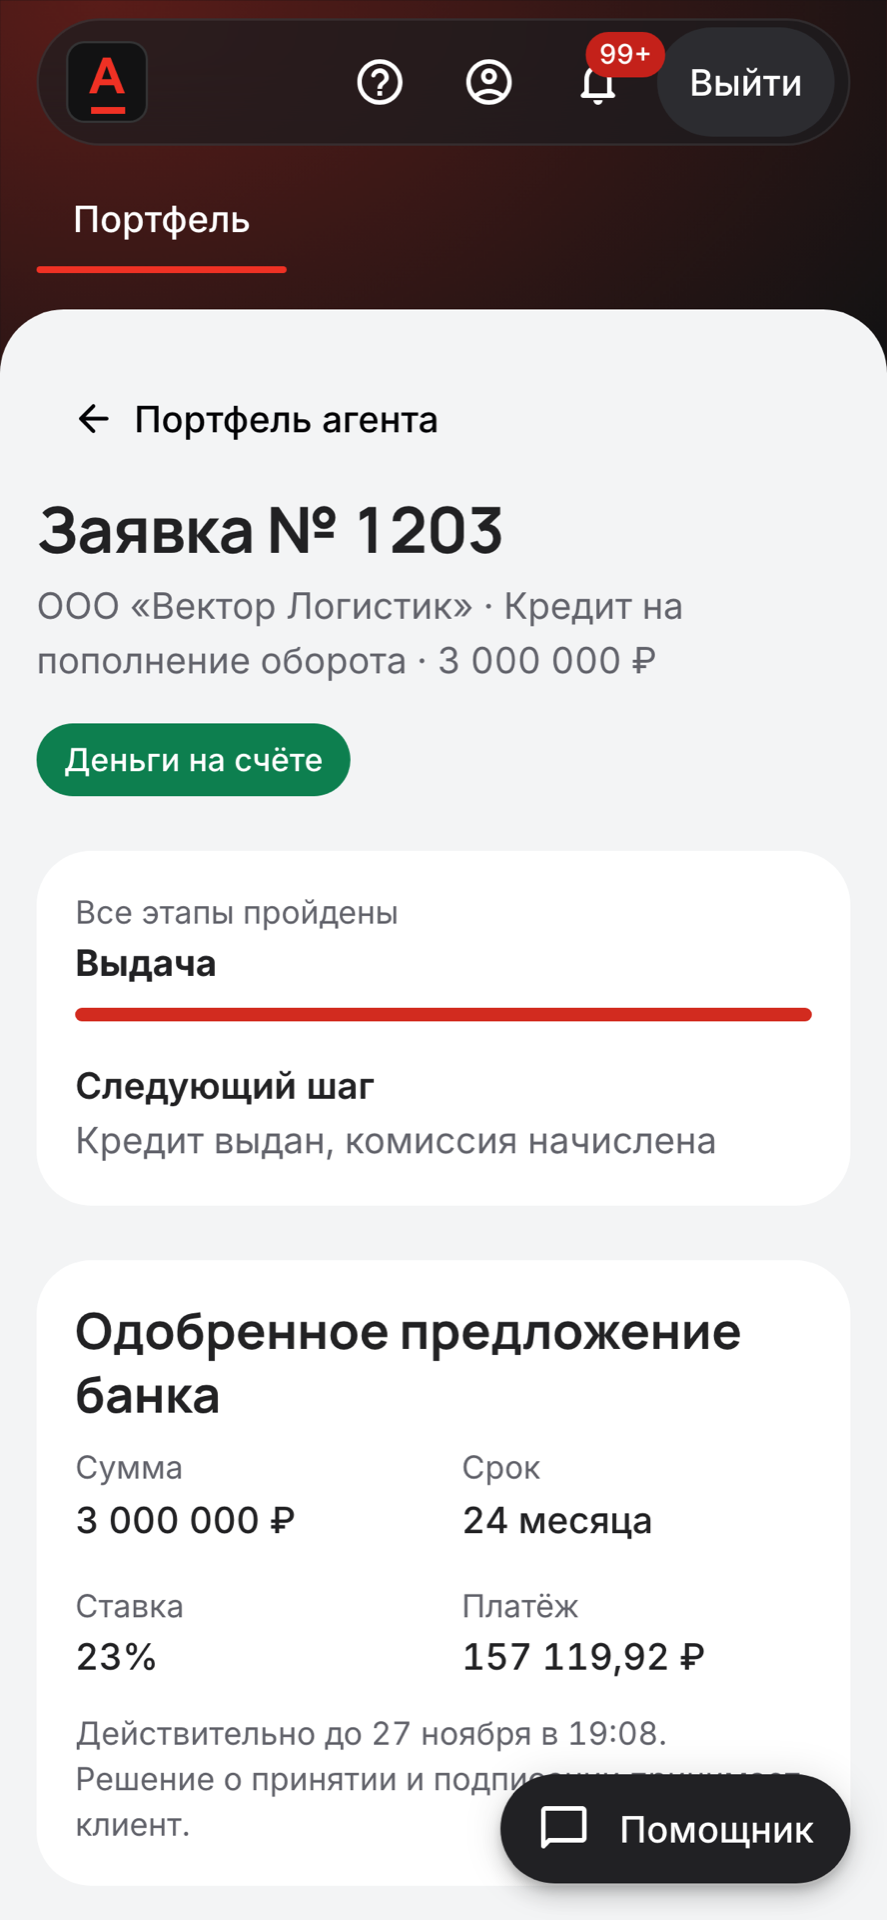 А
99+
Выйти
Портфель
Портфель агента
Заявка № 1203
ООО «Вектор Логистик» · Кредит на
пополнение оборота · 3 000 000 ₽
Деньги на счёте
Все этапы пройдены
Выдача
Следующий шаг
Кредит выдан, комиссия начислена
Одобренное предложение
банка
Сумма
Срок
3 000 000 ₽
24 месяца
Ставка
Платёж
23%
157 119,92 ₽
Действительно до 27 ноября в 19:08.
Решение о принятии и
клиент.
Помощник